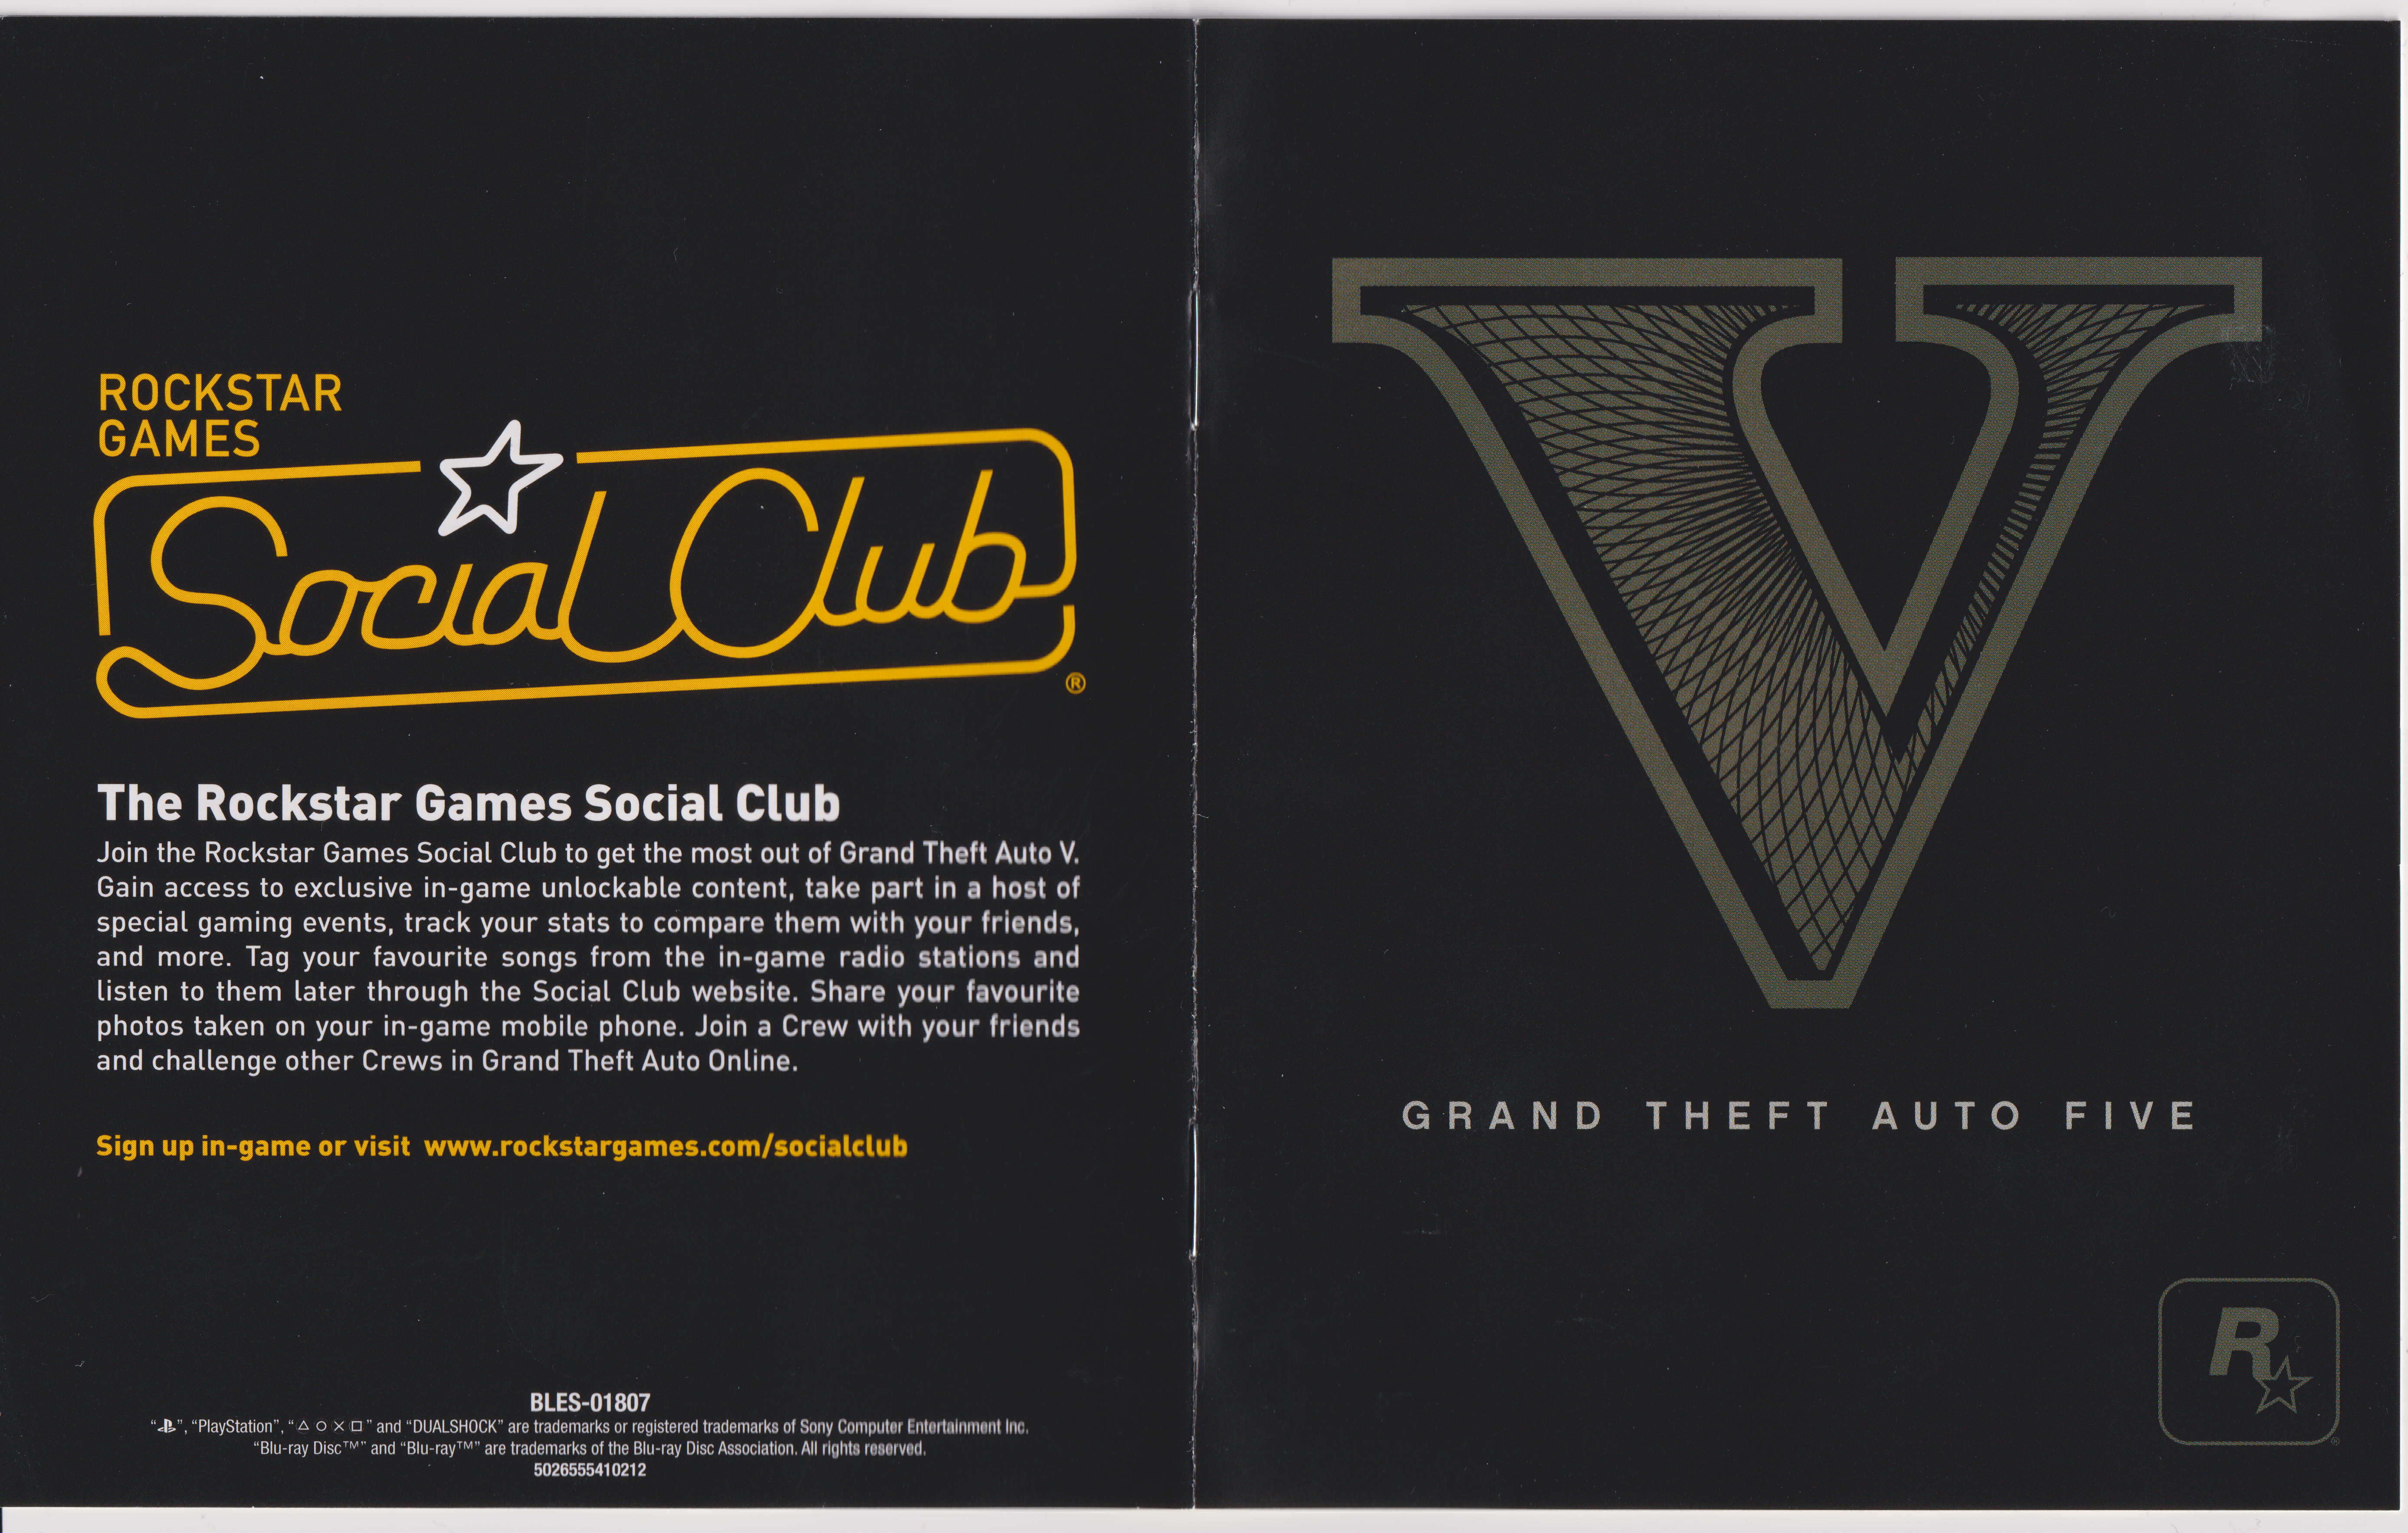 ROCKSTAR
GAMES
Social Club
®
The Rockstar Games Social Club
Join the Rockstar Games Social Club to get the most out of Grand Theft Auto V.
Gain access to exclusive in-game unlockable content, take part in a host of
special gaming events, track your stats to compare them with your friends,
and more. Tag your favourite songs from the in-game radio stations and
listen to them later through the Social Club website. Share your favourite
photos taken on your in-game mobile phone. Join a Crew with your friends
and challenge other Crews in Grand Theft Auto Online.
Sign up in-game or visit www.rockstargames.com/socialclub
BLES-01807
“PS”, “PlayStation”, “△○×□” and “DUALSHOCK” are trademarks or registered trademarks of Sony Computer Entertainment Inc.
“Blu-ray Disc™” and “Blu-ray™” are trademarks of the Blu-ray Disc Association. All rights reserved.
5026555410212
V
GRAND THEFT AUTO FIVE
R
®